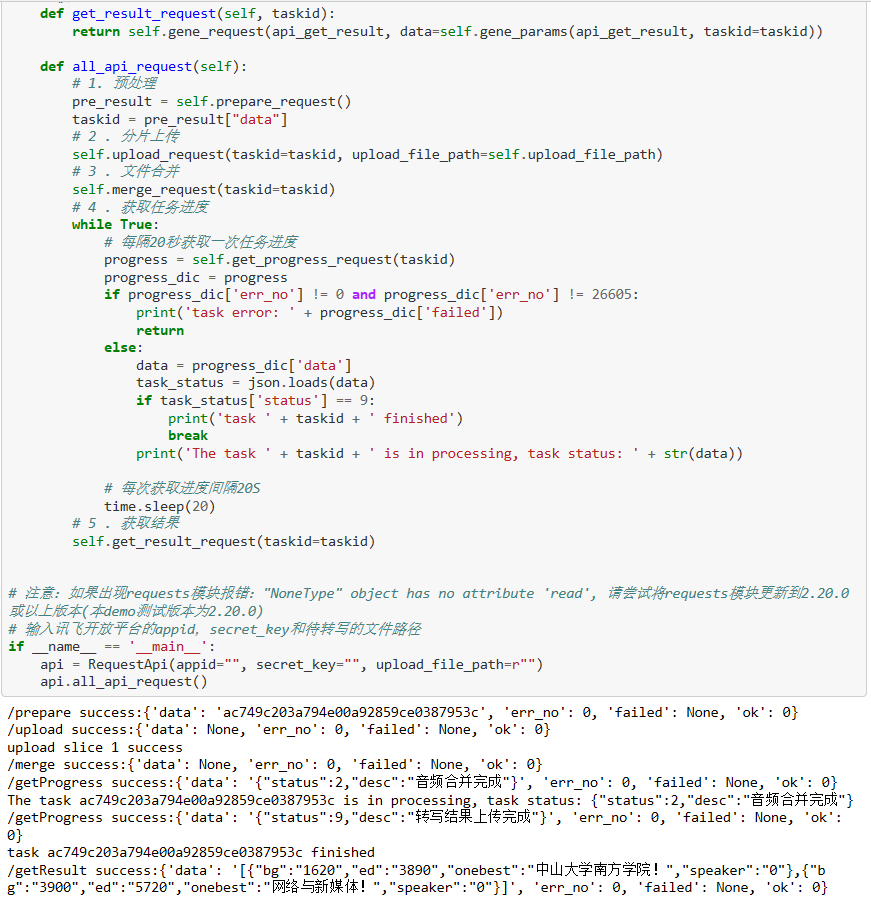 def get_result_request(self, taskid):
        return self.gene_request(api_get_result, data=self.gene_params(api_get_result, taskid=taskid))

    def all_api_request(self):
        # 1. 预处理
        pre_result = self.prepare_request()
        taskid = pre_result["data"]
        # 2 . 分片上传
        self.upload_request(taskid=taskid, upload_file_path=self.upload_file_path)
        # 3 . 文件合并
        self.merge_request(taskid=taskid)
        # 4 . 获取任务进度
        while True:
            # 每隔20秒获取一次任务进度
            progress = self.get_progress_request(taskid)
            progress_dic = progress
            if progress_dic['err_no'] != 0 and progress_dic['err_no'] != 26605:
                print('task error: ' + progress_dic['failed'])
                return
            else:
                data = progress_dic['data']
                task_status = json.loads(data)
                if task_status['status'] == 9:
                    print('task ' + taskid + ' finished')
                    break
                print('The task ' + taskid + ' is in processing, task status: ' + str(data))

            # 每次获取进度间隔20S
            time.sleep(20)
        # 5 . 获取结果
        self.get_result_request(taskid=taskid)


# 注意：如果出现requests模块报错："NoneType" object has no attribute 'read', 请尝试将requests模块更新到2.20.0
或以上版本(本demo测试版本为2.20.0)
# 输入讯飞开放平台的appid，secret_key和待转写的文件路径
if __name__ == '__main__':
    api = RequestApi(appid="", secret_key="", upload_file_path=r"")
    api.all_api_request()
/prepare success:{'data': 'ac749c203a794e00a92859ce0387953c', 'err_no': 0, 'failed': None, 'ok': 0}
/upload success:{'data': None, 'err_no': 0, 'failed': None, 'ok': 0}
upload slice 1 success
/merge success:{'data': None, 'err_no': 0, 'failed': None, 'ok': 0}
/getProgress success:{'data': '{"status":2,"desc":"音频合并完成"}', 'err_no': 0, 'failed': None, 'ok': 0}
The task ac749c203a794e00a92859ce0387953c is in processing, task status: {"status":2,"desc":"音频合并完成"}
/getProgress success:{'data': '{"status":9,"desc":"转写结果上传完成"}', 'err_no': 0, 'failed': None, 'ok':
0}
task ac749c203a794e00a92859ce0387953c finished
/getResult success:{'data': '[{"bg":"1620","ed":"3890","onebest":"中山大学南方学院！","speaker":"0"},{"b
g":"3900","ed":"5720","onebest":"网络与新媒体！","speaker":"0"}]', 'err_no': 0, 'failed': None, 'ok': 0}